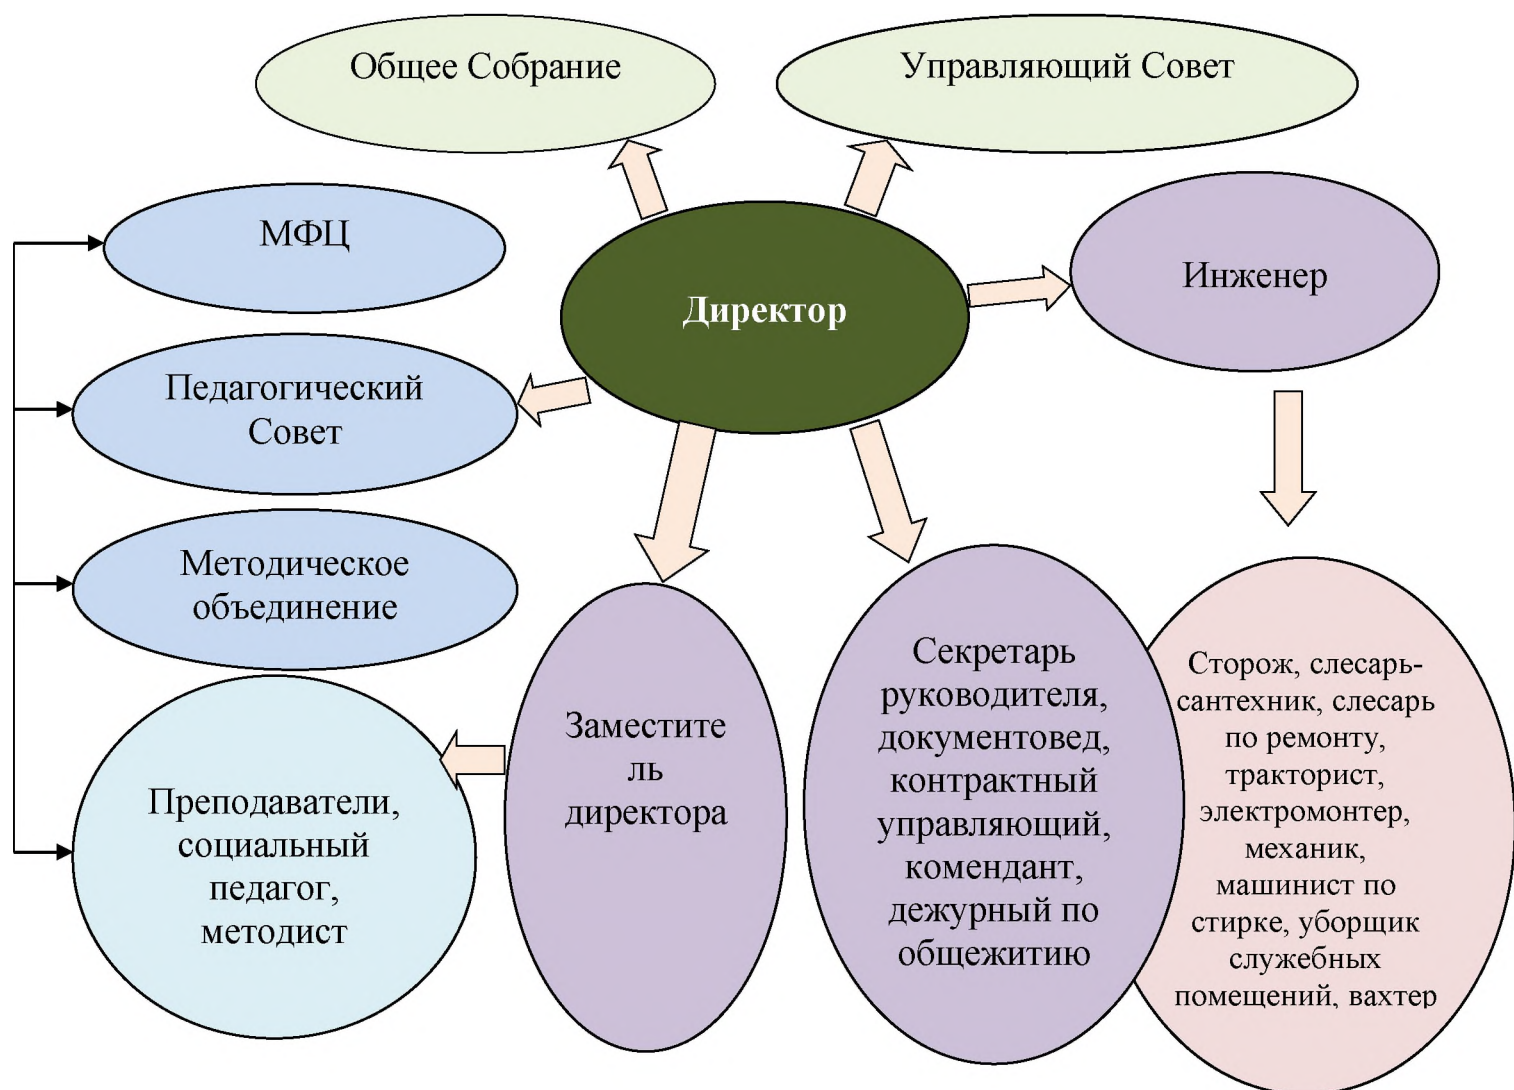 Общее Собрание
Управляющий Совет
МФЦ
Директор
Инженер
Педагогический
Совет
Методическое
объединение
Заместите
ль
директора
Преподаватели,
социальный
педагог,
методист
Секретарь
руководителя,
документовед,
контрактный
управляющий,
комендант,
дежурный по
общежитию
Сторож, слесарь-
сантехник, слесарь
по ремонту,
тракторист,
электромонтер,
механик,
машинист по
стирке, уборщик
служебных
помещений, вахтер